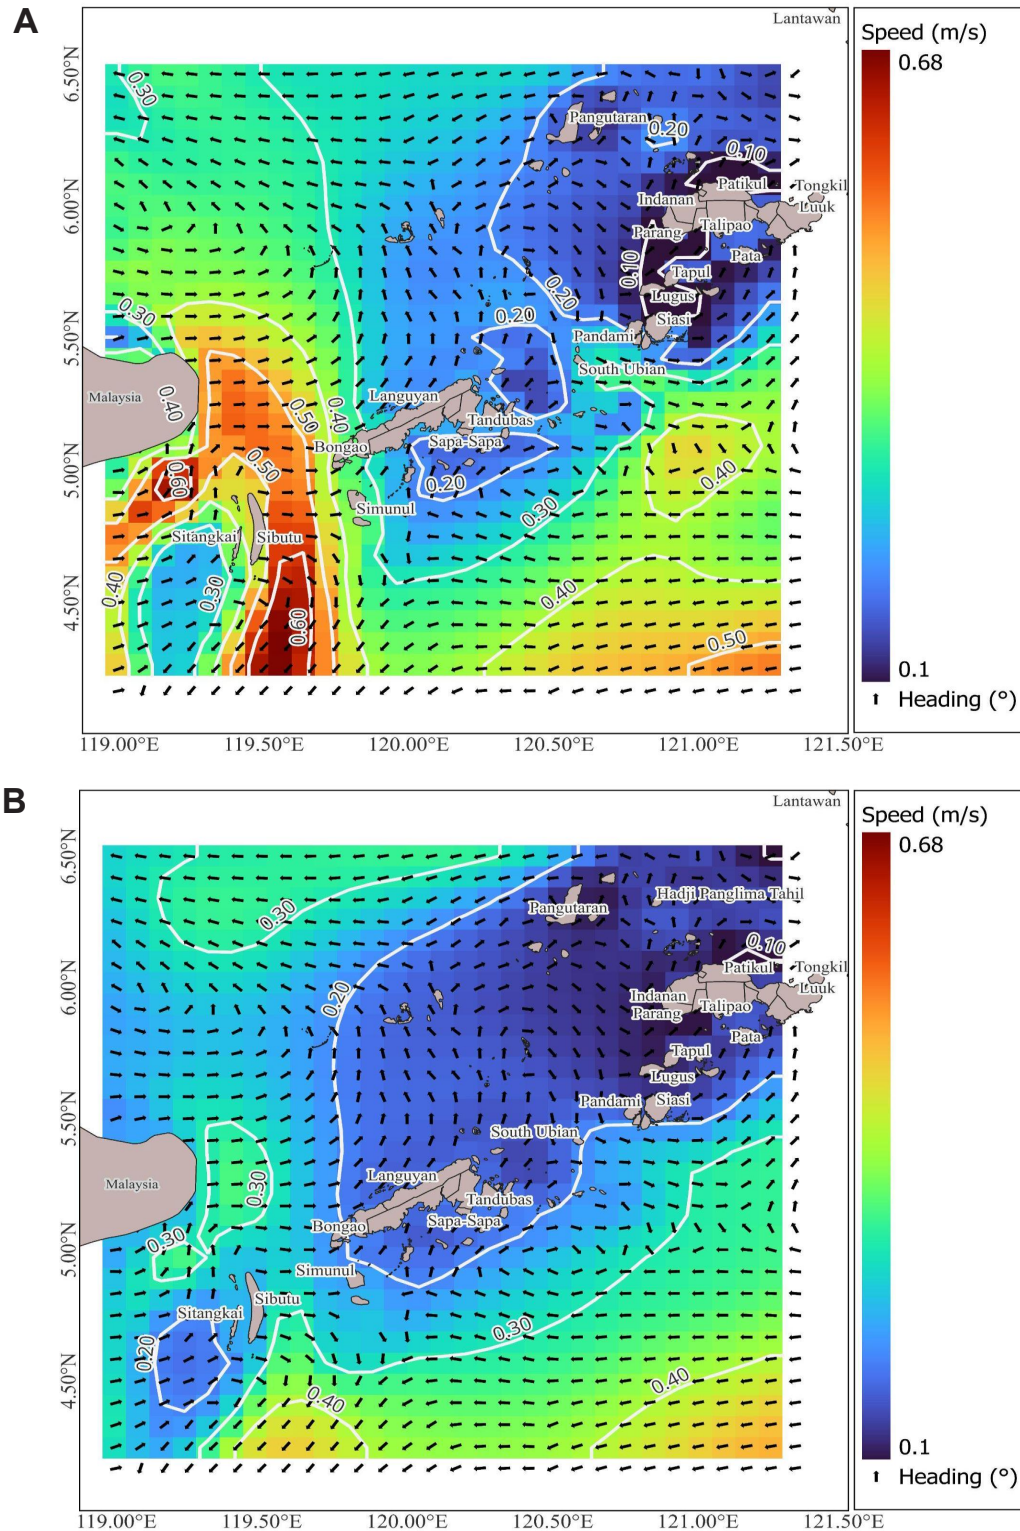 A
Lantawan
Speed (m/s)
0.68
0.1
Heading (°)
6.50°N
6.00°N
5.50°N
5.00°N
4.50°N
0.30
Pangutaran
0.20
0.10
Patikul
Tongkil
Indanan
Luuk
Parang
Talipao
Pata
0.10
Tapul
Lugus
0.20
0.30
0.20
Siasi
Pandami
South Ubian
Malaysia
0.40
0.50
0.40
Languyan
Tandubas
Bongao
Sapa-Sapa
0.50
0.60
0.20
0.40
Simunul
0.30
Sitangkai
Sibutu
0.40
0.30
0.40
0.60
0.50
119.00°E
119.50°E
120.00°E
120.50°E
121.00°E
121.50°E
B
Lantawan
Speed (m/s)
0.68
0.1
Heading (°)
6.50°N
6.00°N
5.50°N
5.00°N
4.50°N
Hadji Panglima Tahil
Pangutaran
0.30
0.10
Patikul
Tongkil
Luuk
0.20
Indanan
Talipao
Parang
Pata
Tapul
Lugus
Pandami
Siasi
South Ubian
Malaysia
0.30
Languyan
Tandubas
Sapa-Sapa
Bongao
0.30
Simunul
Sitangkai
Sibutu
0.20
0.30
0.40
0.40
119.00°E
119.50°E
120.00°E
120.50°E
121.00°E
121.50°E